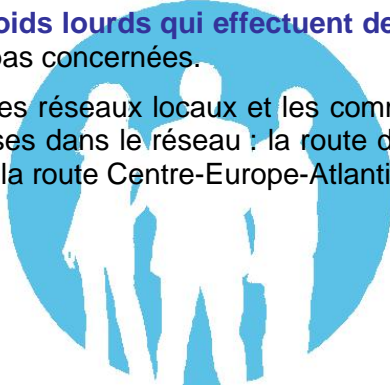 oids lourds qui effectuent de
pas concernées.
es réseaux locaux et les comm
ses dans le réseau : la route d
la route Centre-Europe-Atlanti